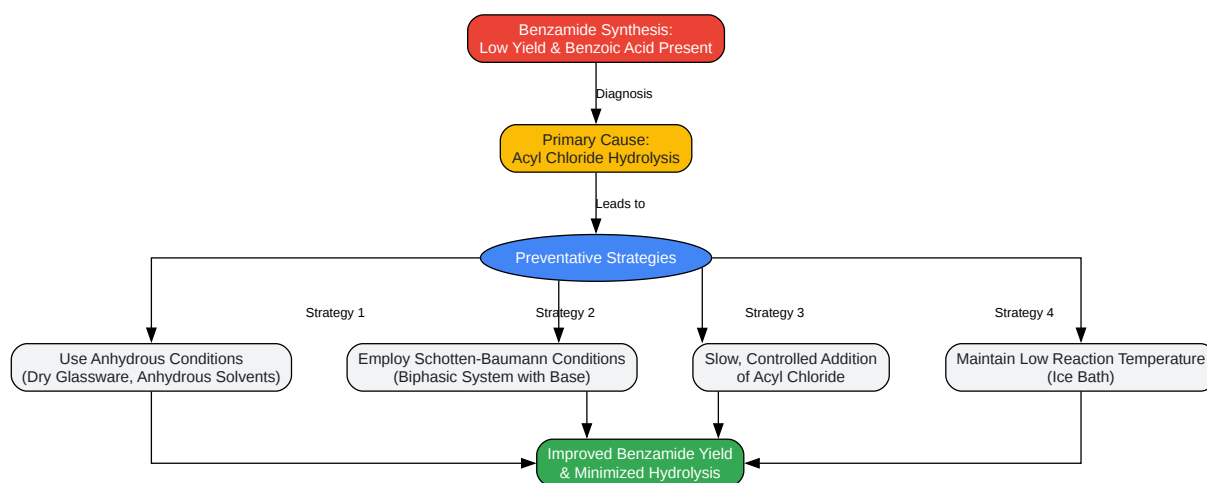 Benzamide Synthesis:
Low Yield & Benzoic Acid Present
Diagnosis
Primary Cause:
Acyl Chloride Hydrolysis
Leads to
Preventative Strategies
Strategy 1
Strategy 2
Strategy 3
Strategy 4
Use Anhydrous Conditions
(Dry Glassware, Anhydrous Solvents)
Employ Schotten-Baumann Conditions
(Biphasic System with Base)
Slow, Controlled Addition
of Acyl Chloride
Maintain Low Reaction Temperature
(Ice Bath)
Improved Benzamide Yield
& Minimized Hydrolysis